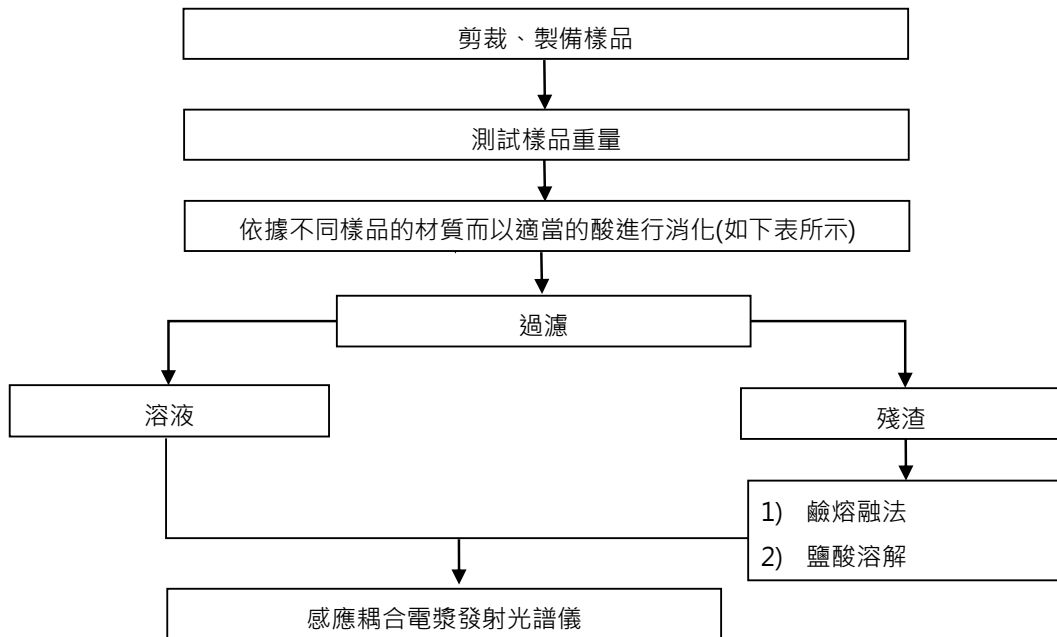 剪裁、製備樣品
測試樣品重量
依據不同樣品的材質而以適當的酸進行消化(如下表所示)
過濾
溶液
殘渣
1) 鹼熔融法
2) 鹽酸溶解
感應耦合電漿發射光譜儀